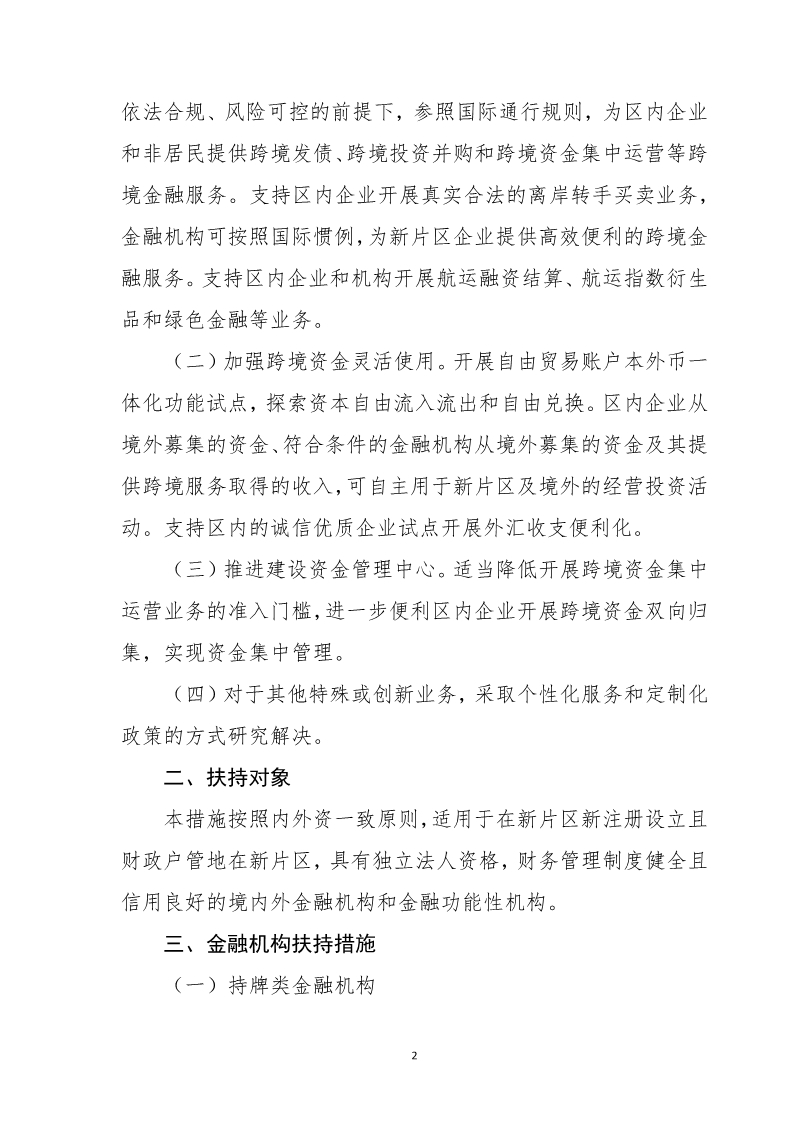 依法合规、风险可控的前提下，参照国际通行规则，为区内企业
和非居民提供跨境发债、跨境投资并购和跨境资金集中运营等跨
境金融服务。支持区内企业开展真实合法的离岸转手买卖业务，
金融机构可按照国际惯例，为新片区企业提供高效便利的跨境金
融服务。支持区内企业和机构开展航运融资结算、航运指数衍生
品和绿色金融等业务。
（二）加强跨境资金灵活使用。开展自由贸易账户本外币一
体化功能试点，探索资本自由流入流出和自由兑换。区内企业从
境外募集的资金、符合条件的金融机构从境外募集的资金及其提
供跨境服务取得的收入，可自主用于新片区及境外的经营投资活
动。支持区内的诚信优质企业试点开展外汇收支便利化。
（三）推进建设资金管理中心。适当降低开展跨境资金集中
运营业务的准入门槛，进一步便利区内企业开展跨境资金双向归
集，实现资金集中管理。
（四）对于其他特殊或创新业务，采取个性化服务和定制化
政策的方式研究解决。
二、扶持对象
本措施按照内外资一致原则，适用于在新片区新注册设立且
财政户管地在新片区，具有独立法人资格，财务管理制度健全且
信用良好的境内外金融机构和金融功能性机构。
三、金融机构扶持措施
（一）持牌类金融机构
2